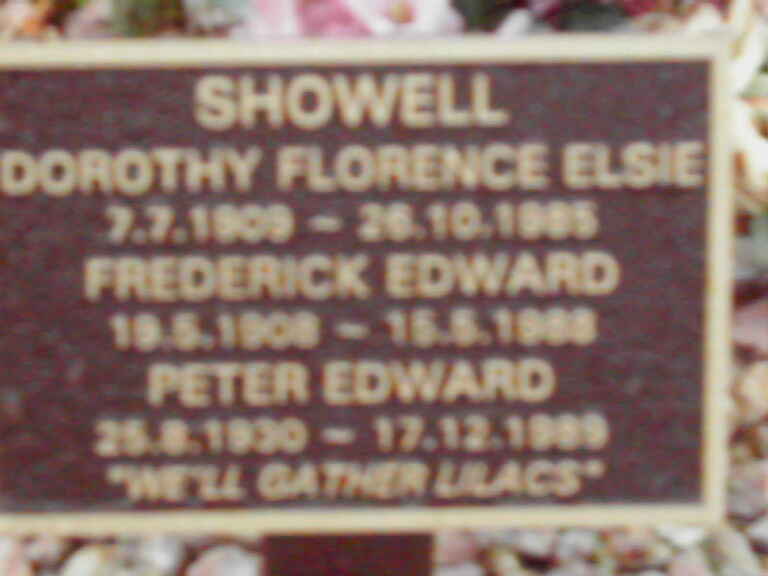 SHOWELL
DOROTHY FLORENCE ELSIE
7.7.1909 ~ 26.10.1985
FREDERICK EDWARD
19.5.1908 ~ 15.5.1988
PETER EDWARD
25.8.1930 ~ 17.12.1989
"WE'LL GATHER LILACS"